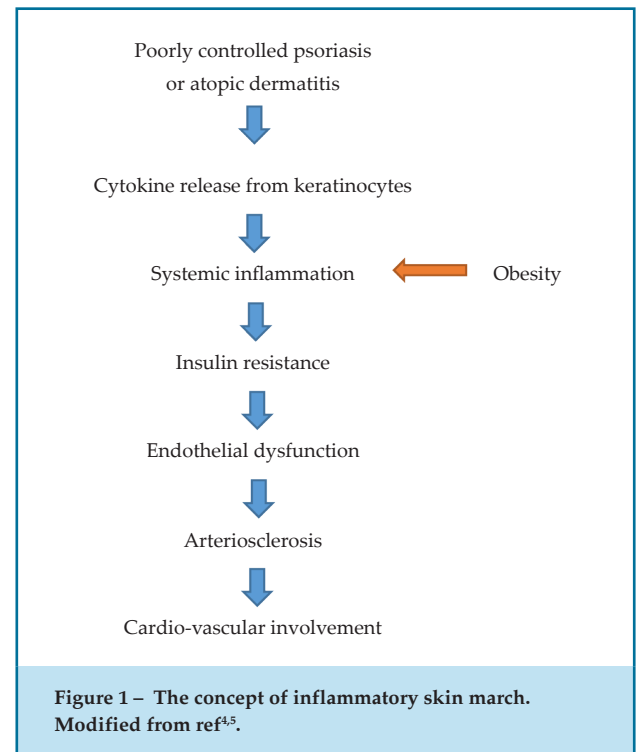 Poorly controlled psoriasis
or atopic dermatitis
Cytokine release from keratinocytes
Systemic inflammation
Obesity
Insulin resistance
Endothelial dysfunction
Arteriosclerosis
Cardio-vascular involvement
Figure 1 – The concept of inflammatory skin march.
Modified from ref4,5.